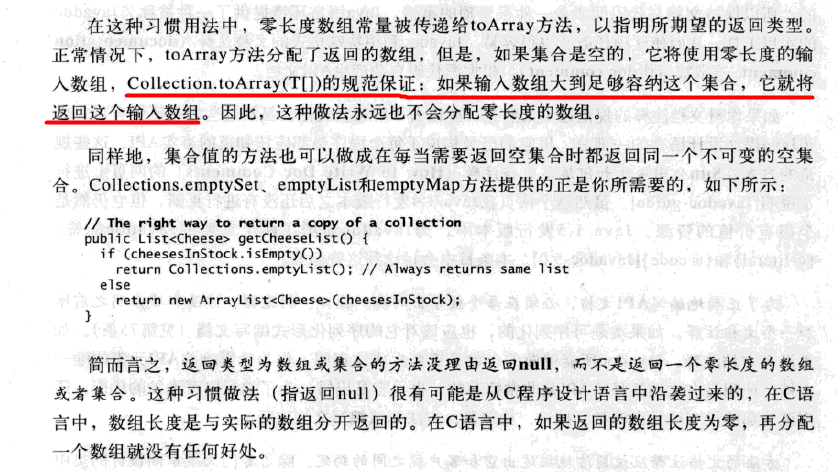 在这种习惯用法中，零长度数组常量被传递给toArray方法，以指明所期望的返回类型。
正常情况下，toArray方法分配了返回的数组，但是，如果集合是空的，它将使用零长度的输
入数组，Collection.toArray(T[])的规范保证：如果输入数组大到足够容纳这个集合，它就将
返回这个输入数组。因此，这种做法永远也不会分配零长度的数组。
同样地，集合值的方法也可以做成在每当需要返回空集合时都返回同一个不可变的空集
合。Collections.emptySet、emptyList和emptyMap方法提供的正是你所需要的，如下所示：
// The right way to return a copy of a collection
public List<Cheese> getCheeseList() {
if (cheesesInStock.isEmpty())
return Collections.emptyList(); // Always returns same list
else
return new ArrayList<Cheese>(cheesesInStock);
}
简而言之，返回类型为数组或集合的方法没理由返回null，而不是返回一个零长度的数组
或者集合。这种习惯做法（指返回null）很有可能是从C程序设计语言中沿袭过来的，在C语
言中，数组长度是与实际的数组分开返回的。在C语言中，如果返回的数组长度为零，再分配
一个数组就没有任何好处。